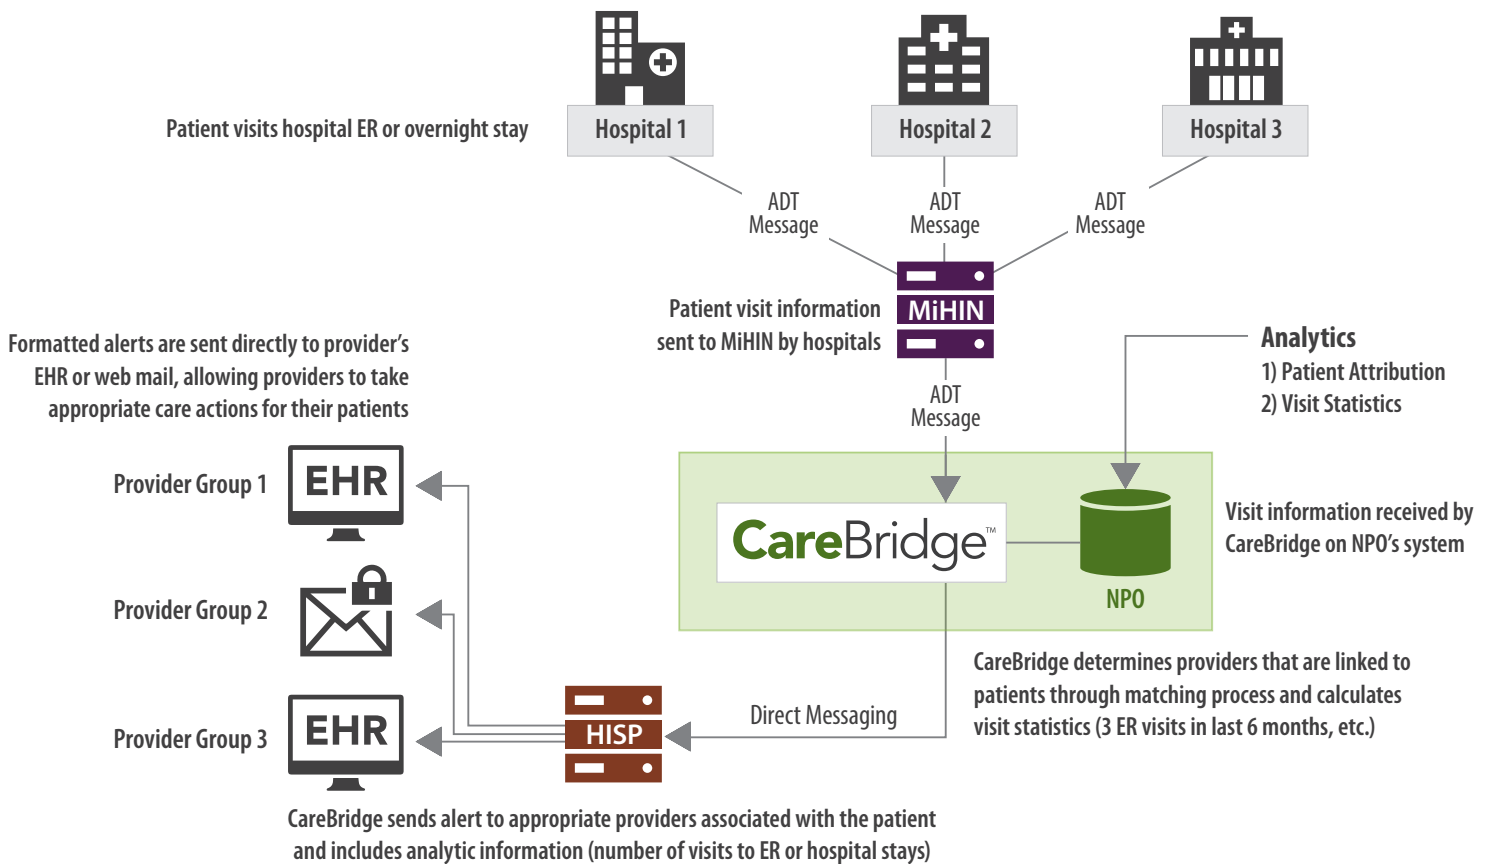 Patient visits hospital ER or overnight stay
Hospital 1
Hospital 2
Hospital 3
ADT
Message
ADT
Message
ADT
Message
Patient visit information
sent to MiHIN by hospitals
MiHIN
ADT
Message
Analytics
1) Patient Attribution
2) Visit Statistics
Formatted alerts are sent directly to provider’s
EHR or web mail, allowing providers to take
appropriate care actions for their patients
CareBridge™
NPO
Visit information received by
CareBridge on NPO’s system
Provider Group 1
EHR
Provider Group 2
Provider Group 3
EHR
HISP
Direct Messaging
CareBridge determines providers that are linked to
patients through matching process and calculates
visit statistics (3 ER visits in last 6 months, etc.)
CareBridge sends alert to appropriate providers associated with the patient
and includes analytic information (number of visits to ER or hospital stays)